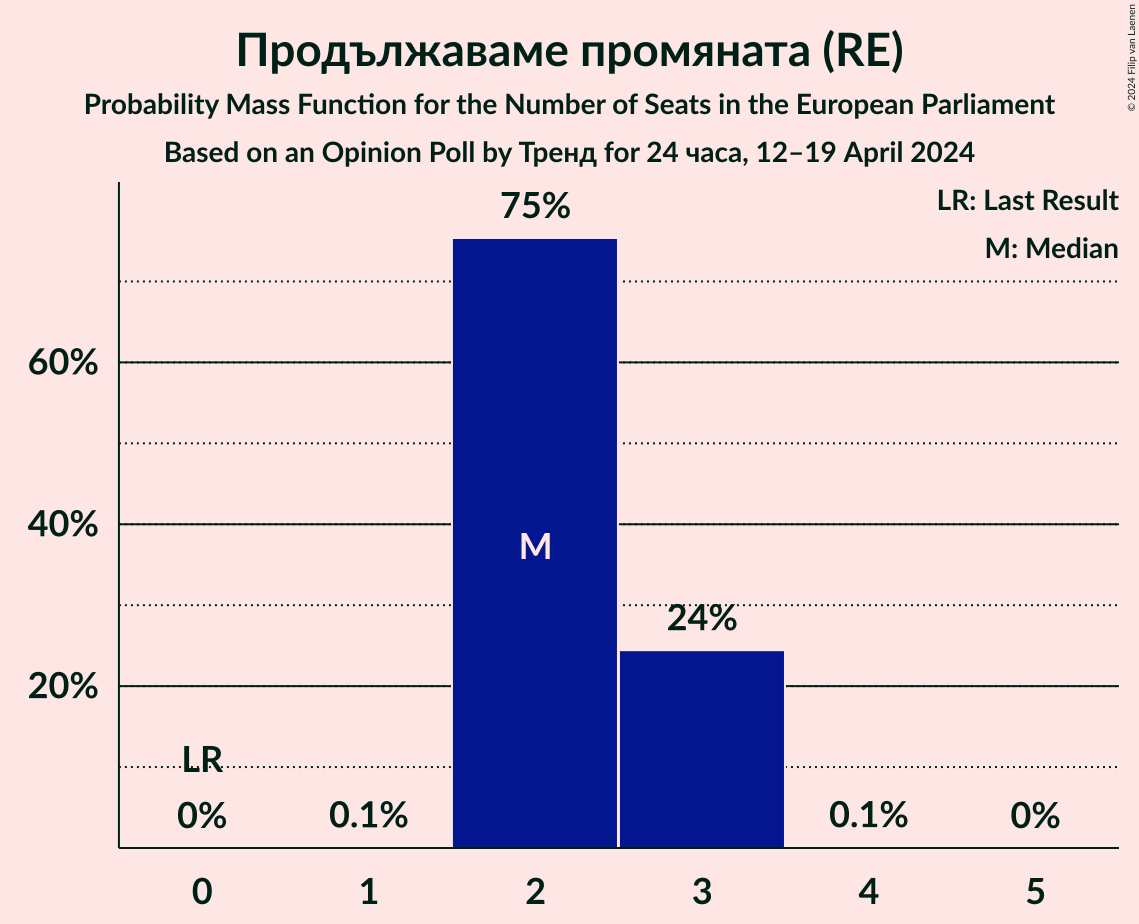 Продължаваме промяната (RE)
Probability Mass Function for the Number of Seats in the European Parliament
Based on an Opinion Poll by Тренд for 24 часа, 12–19 April 2024
© 2024 Filip van Laenen
LR: Last Result
M: Median
75%
60%
40%
M
24%
20%
LR
0%
0.1%
0.1%
0%
0
1
2
3
4
5